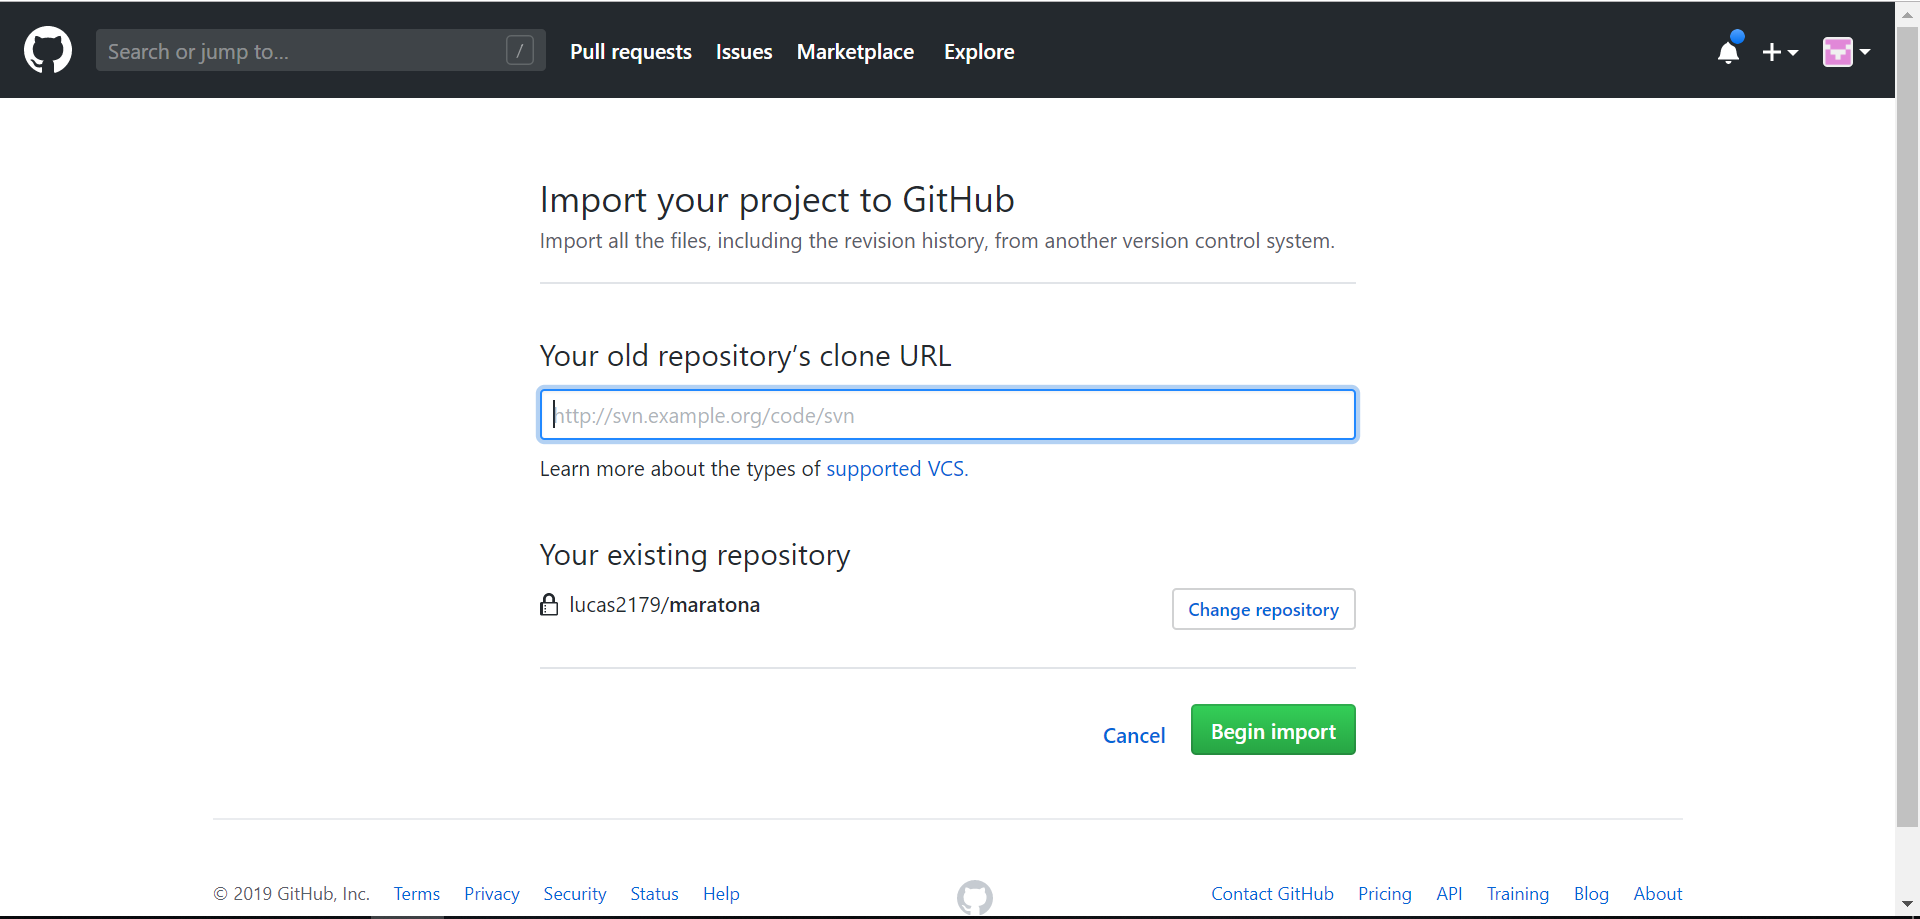 Search or jump to... / Pull requests Issues Marketplace Explore
Import your project to GitHub
Import all the files, including the revision history, from another version control system.
Your old repository’s clone URL
http://svn.example.org/code/svn
Learn more about the types of supported VCS.
Your existing repository
lucas2179/maratona
Change repository
Cancel Begin import
© 2019 GitHub, Inc. Terms Privacy Security Status Help Contact GitHub Pricing API Training Blog About